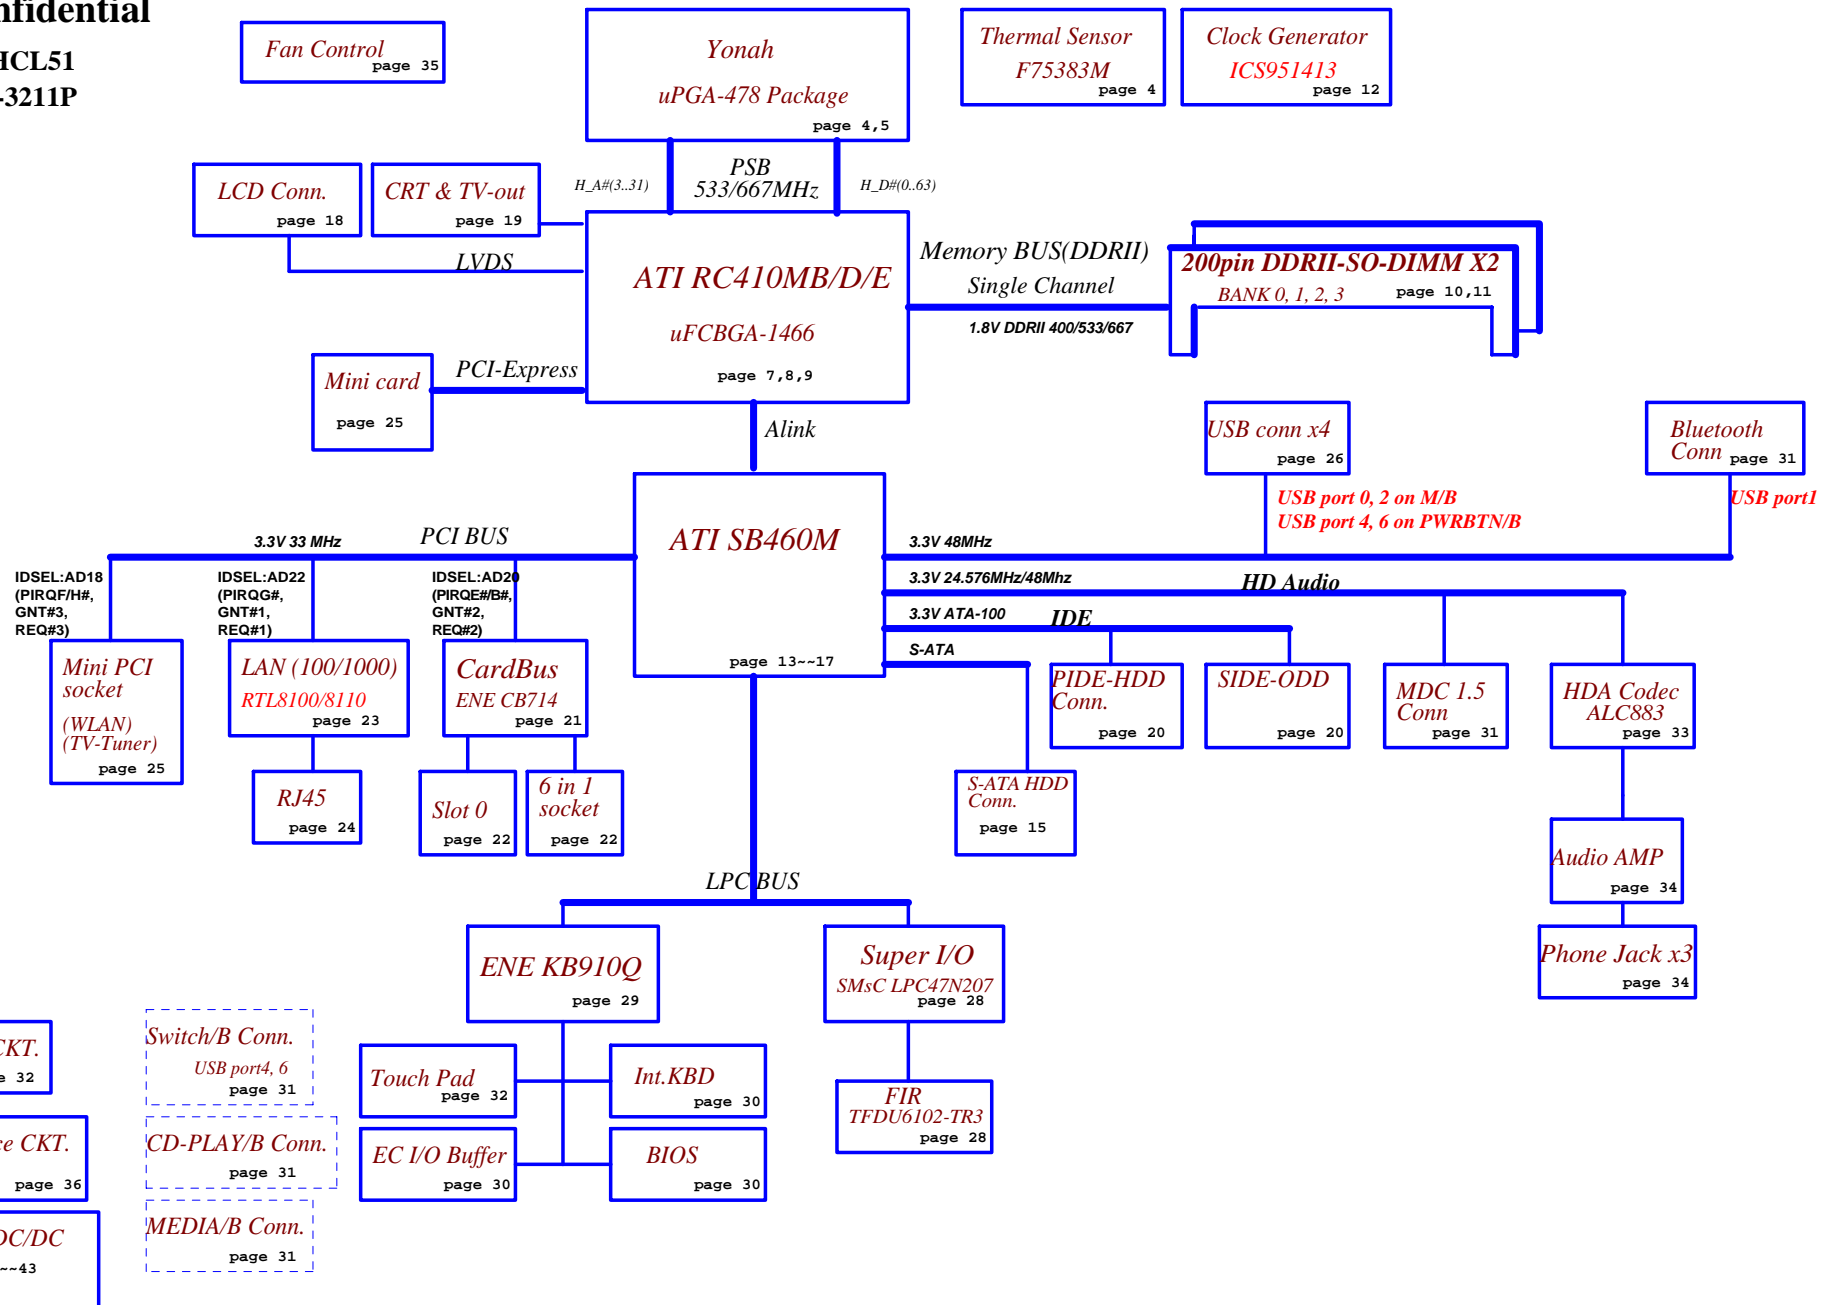 nfidential
HCL51
-3211P
Fan Control
page 35
Yonah
uPGA-478 Package
page 4,5
Thermal Sensor
F75383M
page 4
Clock Generator
ICS951413
page 12
LCD Conn.
page 18
CRT & TV-out
page 19
H_A#(3..31)
PSB
533/667MHz
H_D#(0..63)
LVDS
ATI RC410MB/D/E
uFCBGA-1466
page 7,8,9
Memory BUS(DDRII)
Single Channel
1.8V DDRII 400/533/667
200pin DDRII-SO-DIMM X2
BANK 0, 1, 2, 3
page 10,11
Mini card
page 25
PCI-Express
Alink
USB conn x4
page 26
USB port 0, 2 on M/B
USB port 4, 6 on PWRBTN/B
Bluetooth
Conn
page 31
USB port1
ATI SB460M
page 13~~17
3.3V 33 MHz
PCI BUS
3.3V 48MHz
3.3V 24.576MHz/48Mhz
HD Audio
3.3V ATA-100
IDE
S-ATA
IDSEL:AD18
(PIRQF/H#,
GNT#3,
REQ#3)
IDSEL:AD22
(PIRQG#,
GNT#1,
REQ#1)
IDSEL:AD20
(PIRQE#/B#,
GNT#2,
REQ#2)
Mini PCI
socket
(WLAN)
(TV-Tuner)
page 25
LAN (100/1000)
RTL8100/8110
page 23
CardBus
ENE CB714
page 21
PIDE-HDD
Conn.
page 20
SIDE-ODD
page 20
MDC 1.5
Conn
page 31
HDA Codec
ALC883
page 33
RJ45
page 24
Slot 0
page 22
6 in 1
socket
page 22
S-ATA HDD
Conn.
page 15
Audio AMP
page 34
Phone Jack x3
page 34
LPC BUS
ENE KB910Q
page 29
Super I/O
SMsC LPC47N207
page 28
Touch Pad
page 32
Int.KBD
page 30
EC I/O Buffer
page 30
BIOS
page 30
FIR
TFDU6102-TR3
page 28
CKT.
e 32
Switch/B Conn.
USB port4, 6
page 31
ce CKT.
page 36
CD-PLAY/B Conn.
page 31
DC/DC
~~43
MEDIA/B Conn.
page 31